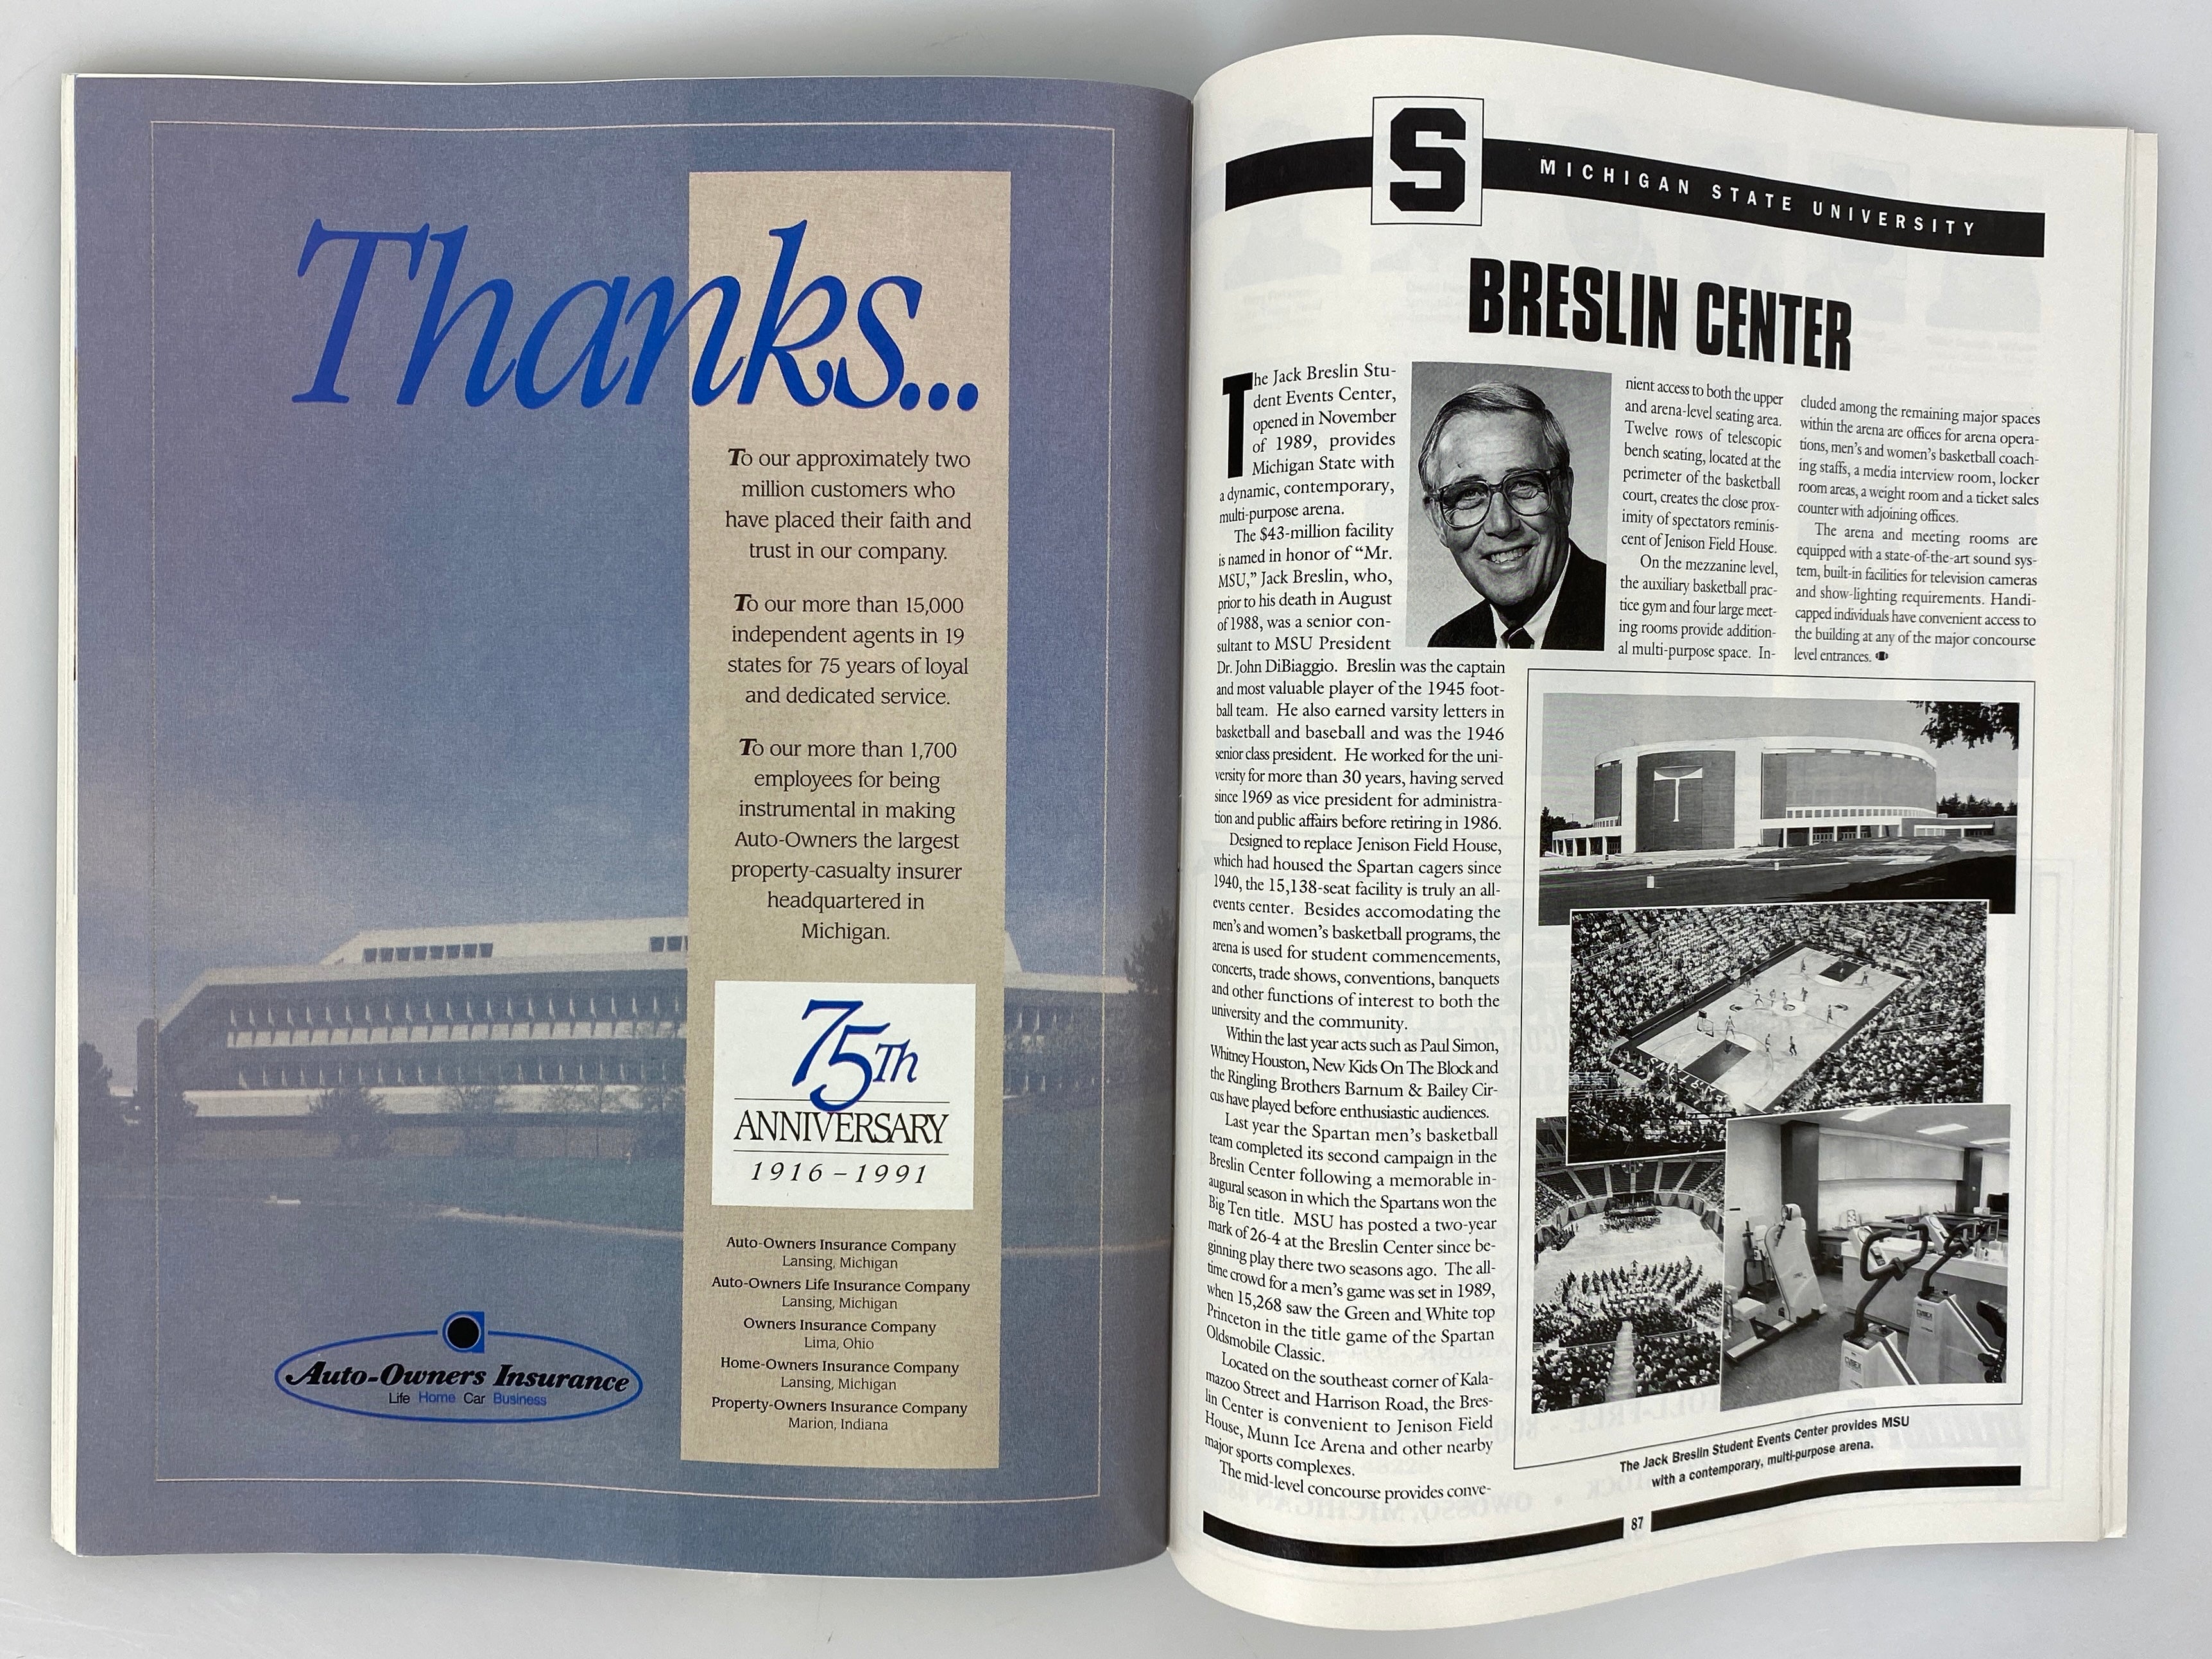 Thanks...
To our approximately two
million customers who
have placed their faith and
trust in our company.
To our more than 15,000
independent agents in 19
states for 75 years of loyal
and dedicated service.
To our more than 1,700
employees for being
instrumental in making
Auto-Owners the largest
property-casualty insurer
headquartered in
Michigan.
75Th
ANNIVERSARY
1916 – 1991
Auto-Owners Insurance Company
Lansing, Michigan
Auto-Owners Life Insurance Company
Lansing, Michigan
Owners Insurance Company
Lima, Ohio
Home-Owners Insurance Company
Lansing, Michigan
Property-Owners Insurance Company
Marion, Indiana
Auto-Owners Insurance
Life Home Car Business
S
MICHIGAN STATE UNIVERSITY
BRESLIN CENTER
The Jack Breslin Stu-
dent Events Center,
opened in November
of 1989, provides
Michigan State with
a dynamic, contemporary,
multi-purpose arena.
The $43-million facility
is named in honor of “Mr.
MSU,” Jack Breslin, who,
prior to his death in August
of 1988, was a senior con-
sultant to MSU President
Dr. John DiBiaggio. Breslin was the captain
and most valuable player of the 1945 foot-
ball team. He also earned varsity letters in
basketball and baseball and was the 1946
senior class president. He worked for the uni-
versity for more than 30 years, having served
since 1969 as vice president for administra-
tion and public affairs before retiring in 1986.
Designed to replace Jenison Field House,
which had housed the Spartan cagers since
1940, the 15,138-seat facility is truly an all-
events center. Besides accomodating the
men’s and women’s basketball programs, the
arena is used for student commencements,
concerts, trade shows, conventions, banquets
and other functions of interest to both the
university and the community.
Within the last year acts such as Paul Simon,
Whitney Houston, New Kids On The Block and
the Ringling Brothers Barnum & Bailey Cir-
cus have played before enthusiastic audiences.
Last year the Spartan men’s basketball
team completed its second campaign in the
Breslin Center following a memorable in-
augural season in which the Spartans won the
Big Ten title. MSU has posted a two-year
mark of 26-4 at the Breslin Center since be-
ginning play there two seasons ago. The all-
time crowd for a men’s game was set in 1989,
when 15,268 saw the Green and White top
Princeton in the title game of the Spartan
Oldsmobile Classic.
Located on the southeast corner of Kala-
mazoo Street and Harrison Road, the Bres-
lin Center is convenient to Jenison Field
House, Munn Ice Arena and other nearby
major sports complexes.
The mid-level concourse provides conve-
nient access to both the upper
and arena-level seating area.
Twelve rows of telescopic
bench seating, located at the
perimeter of the basketball
court, creates the close prox-
imity of spectators reminis-
cent of Jenison Field House.
On the mezzanine level,
the auxiliary basketball prac-
tice gym and four large meet-
ing rooms provide addition-
al multi-purpose space. In-
cluded among the remaining major spaces
within the arena are offices for arena opera-
tions, men’s and women’s basketball coach-
ing staffs, a media interview room, locker
room areas, a weight room and a ticket sales
counter with adjoining offices.
The arena and meeting rooms are
equipped with a state-of-the-art sound sys-
tem, built-in facilities for television cameras
and show-lighting requirements. Handi-
capped individuals have convenient access to
the building at any of the major concourse
level entrances.
The Jack Breslin Student Events Center provides MSU
with a contemporary, multi-purpose arena.
87